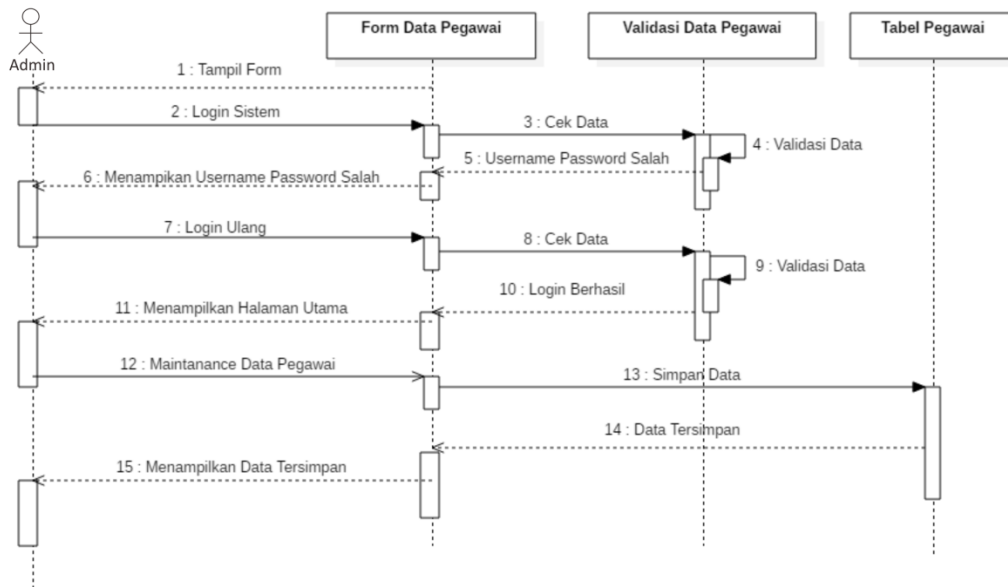 Form Data Pegawai
Validasi Data Pegawai
Tabel Pegawai
Admin
1 : Tampil Form
2 : Login Sistem
3 : Cek Data
4 : Validasi Data
5 : Username Password Salah
6 : Menampikan Username Password Salah
7 : Login Ulang
8 : Cek Data
9 : Validasi Data
10 : Login Berhasil
11 : Menampilkan Halaman Utama
12 : Maintanance Data Pegawai
13 : Simpan Data
14 : Data Tersimpan
15 : Menampilkan Data Tersimpan